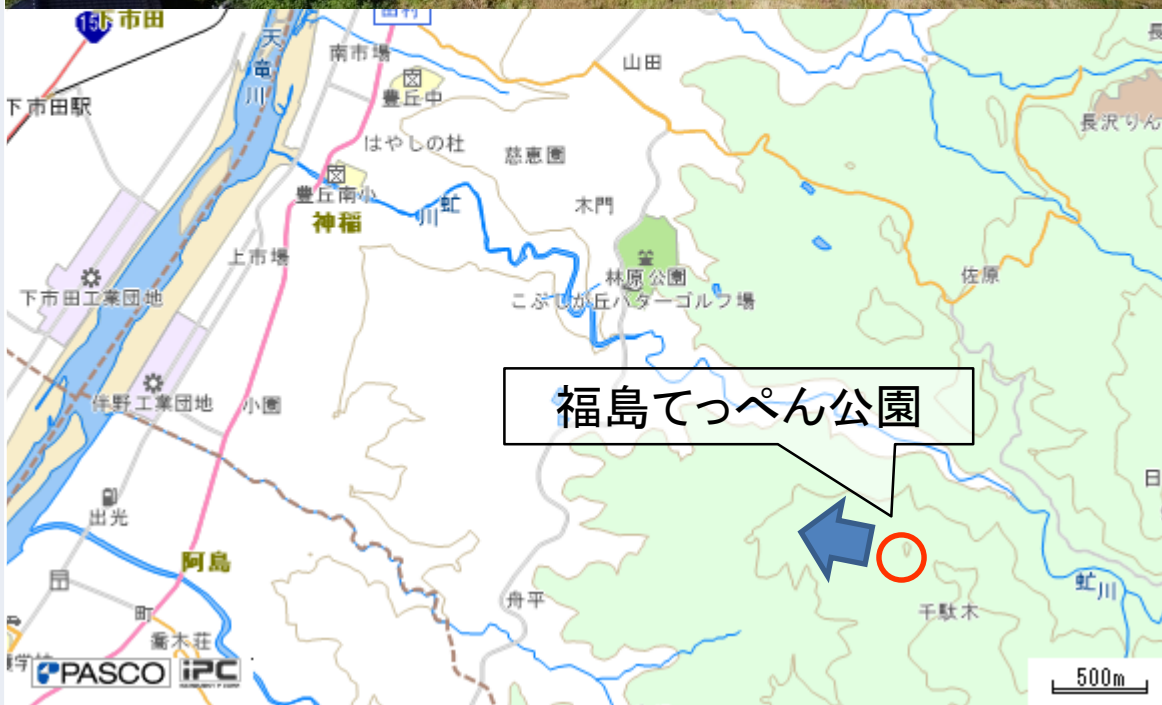 15
下市田
天竜川
南市場
山田
豊丘中
下市田駅
はやしの杜
慈恵園
長沢りん
豊丘南小
神稲
虻川
木門
上市場
林原公園
佐原
下市田工業団地
こぶしが丘パターゴルフ場
福島てっぺん公園
伴野工業団地
小園
日
出光
阿島
舟平
虻川
千駄木
町
喬木荘
PASCO
iPC
500m